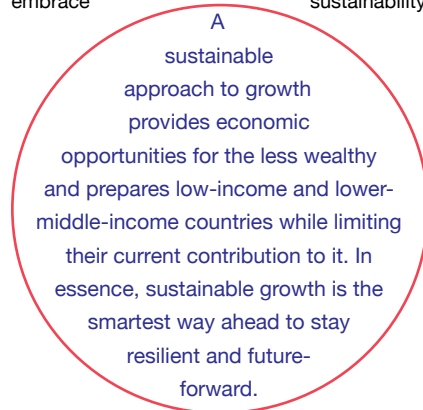 embrace sustainability
A
sustainable
approach to growth
provides economic
opportunities for the less wealthy
and prepares low-income and lower-
middle-income countries while limiting
their current contribution to it. In
essence, sustainable growth is the
smartest way ahead to stay
resilient and future-
forward.